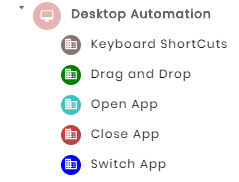 Desktop Automation
Keyboard ShortCuts
Drag and Drop
Open App
Close App
Switch App